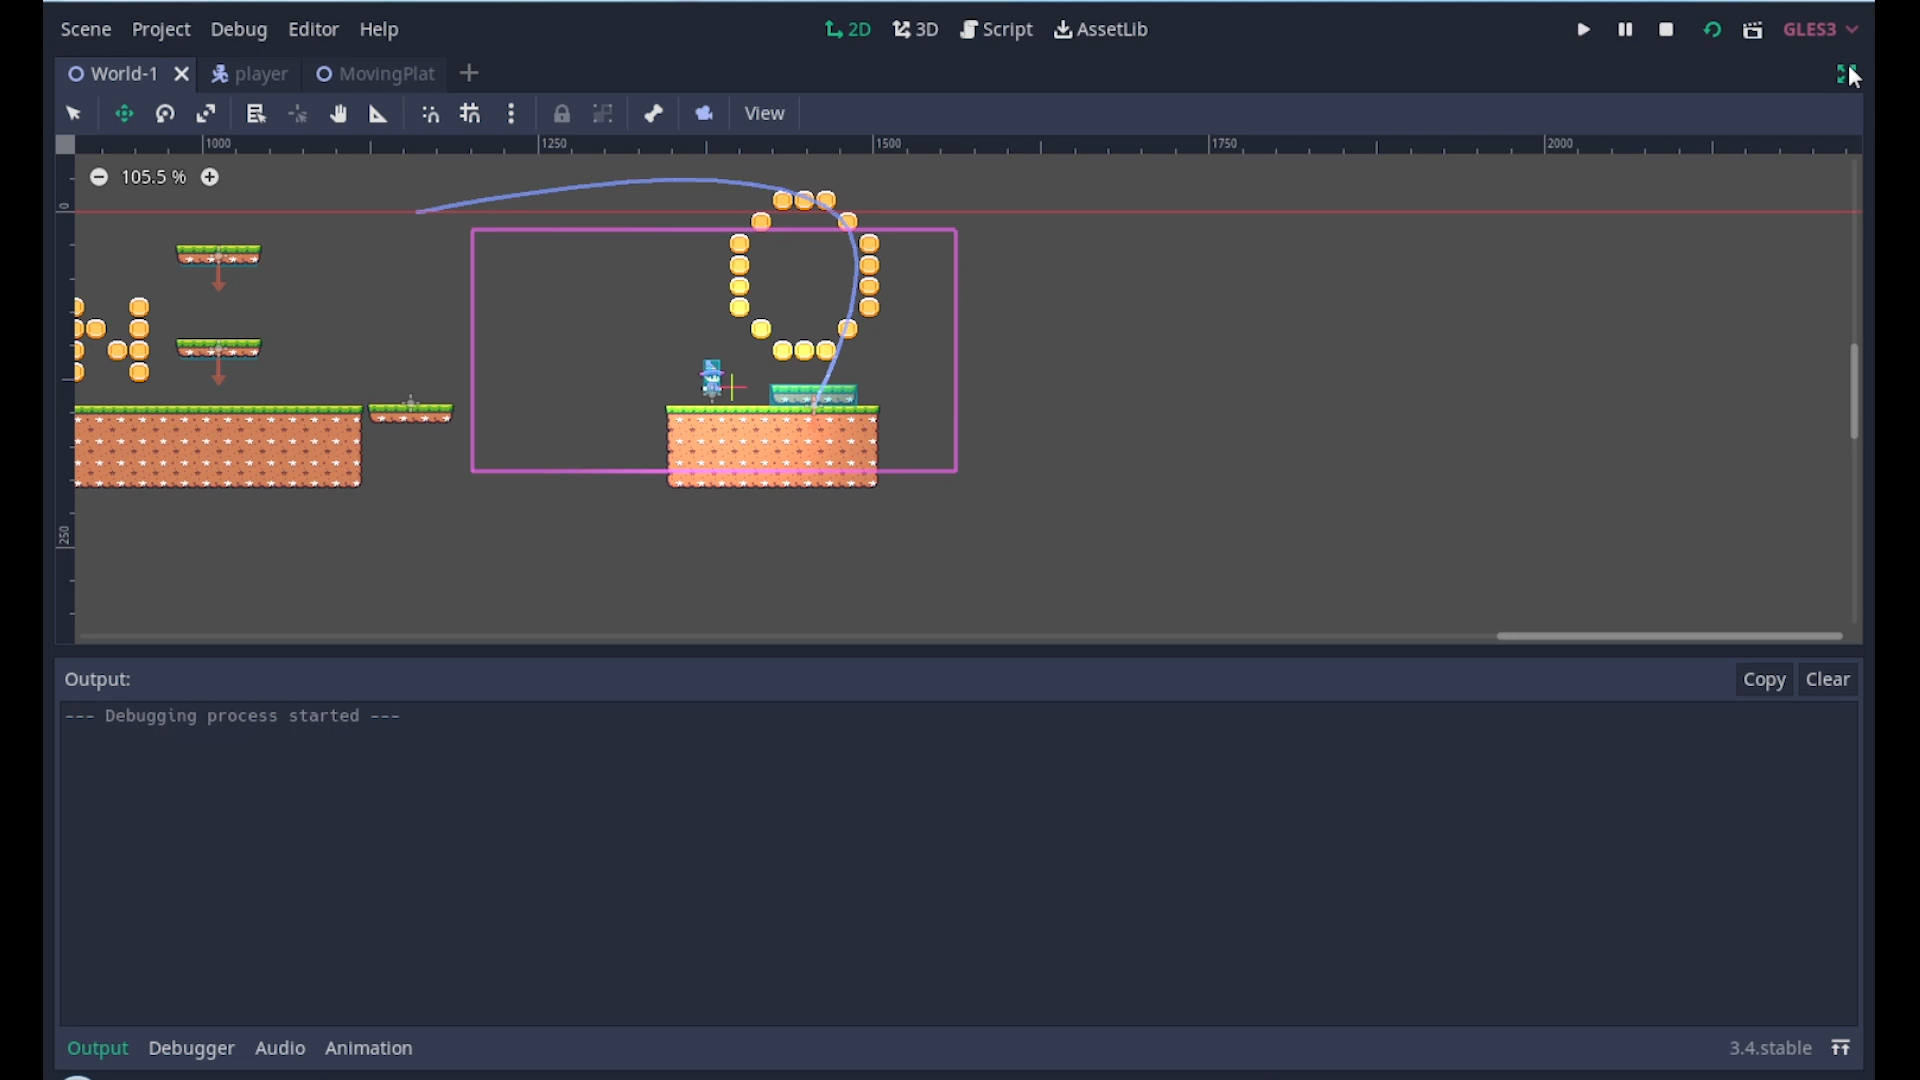 Scene Project Debug Editor Help 2D 3D Script AssetLib GLES3
World-1 player MovingPlat
View
1000 1250 1500 1750 2000
105.5 %
0
250
Output: Copy Clear
--- Debugging process started ---
Output Debugger Audio Animation 3.4.stable